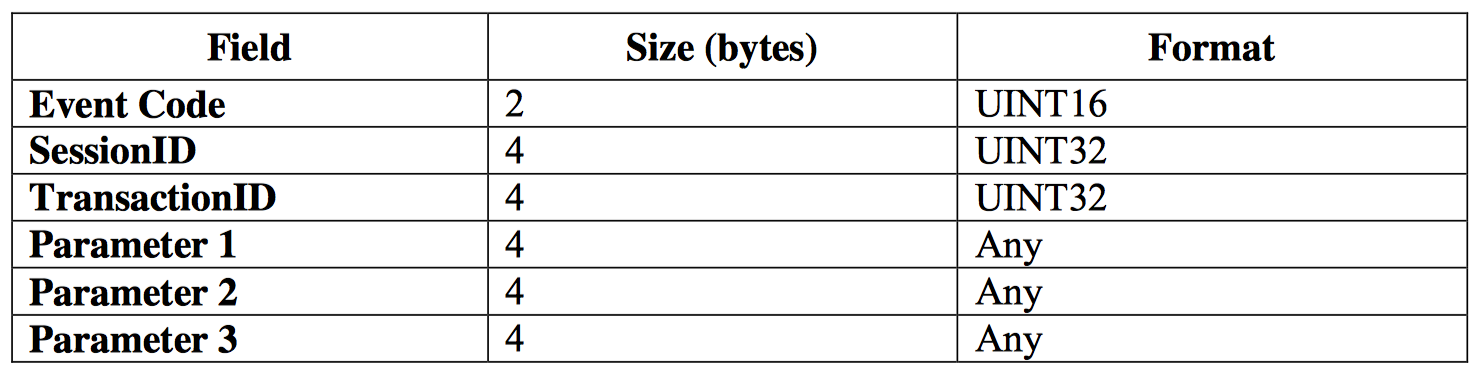 Field Size (bytes) Format
Event Code 2 UINT16
SessionID 4 UINT32
TransactionID 4 UINT32
Parameter 1 4 Any
Parameter 2 4 Any
Parameter 3 4 Any